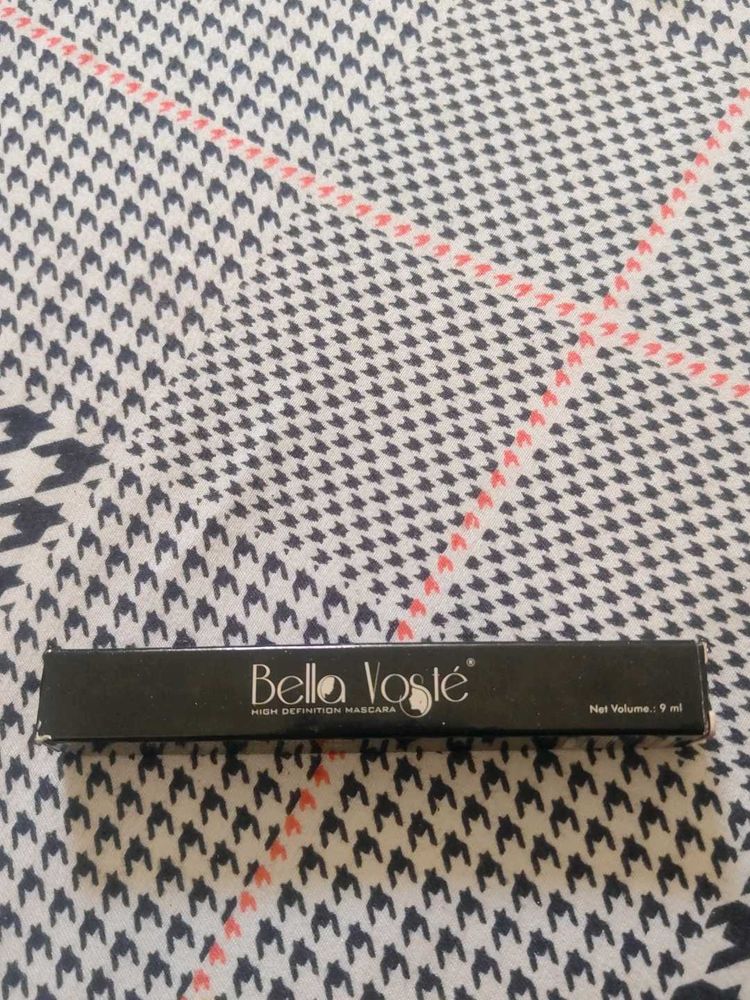 Bella Vosté®
HIGH DEFINITION MASCARA
Net Volume.: 9 ml